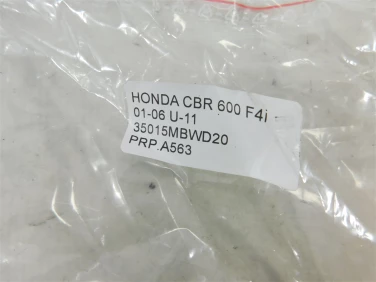 HONDA CBR 600 F4i
01-06 U-11
35015MBWD20
PRP.A563